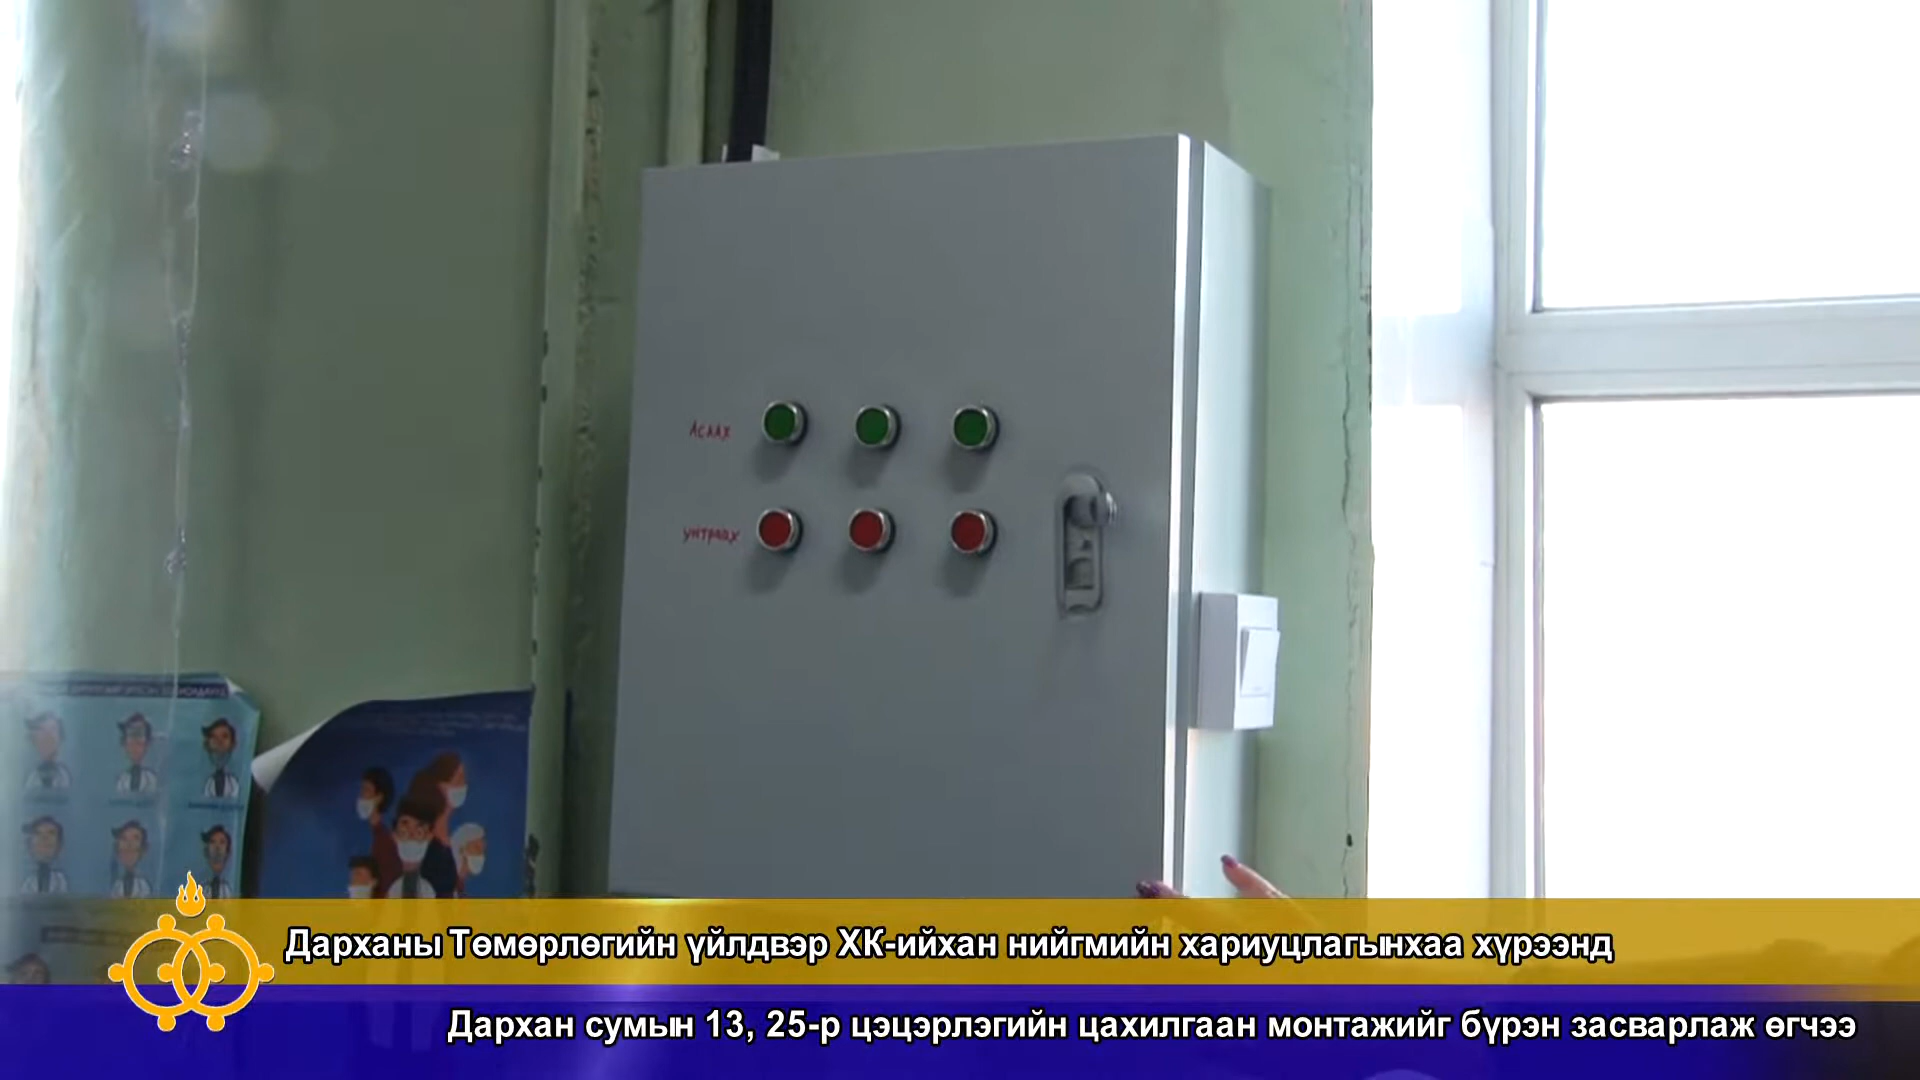 Асаах
унтраах
Дарханы Төмөрлөгийн үйлдвэр ХК-ийхан нийгмийн хариуцлагынхаа хүрээнд
Дархан сумын 13, 25-р цэцэрлэгийн цахилгаан монтажийг бүрэн засварлаж өгчээ